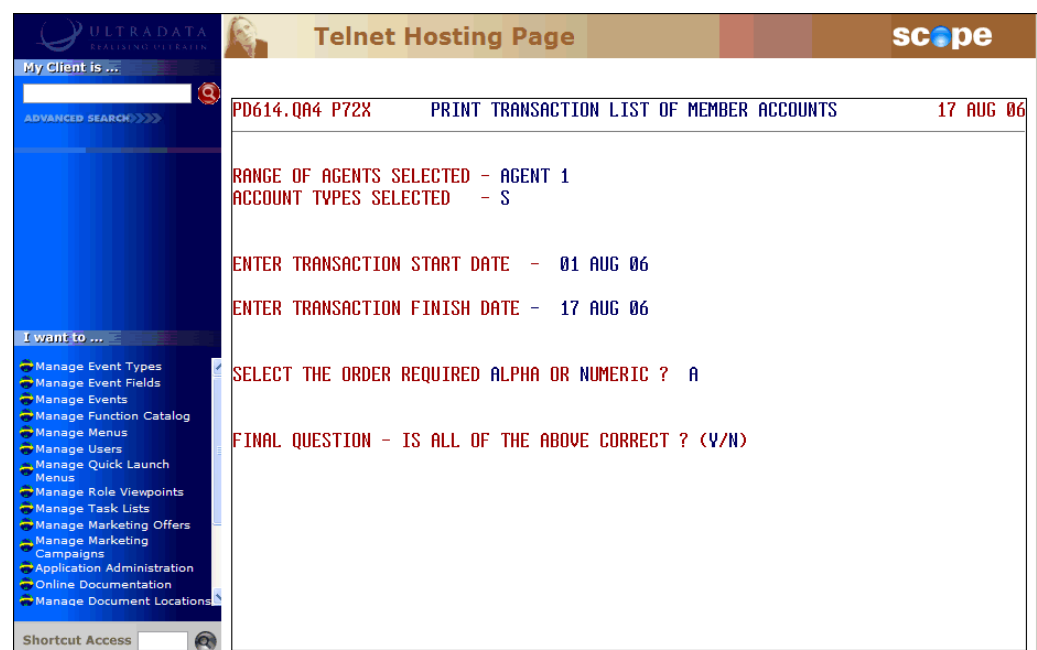 ULTRADATA
Telnet Hosting Page
scope
My Client is ...
ADVANCED SEARCH
PD614.QA4 P72X PRINT TRANSACTION LIST OF MEMBER ACCOUNTS 17 AUG 06
RANGE OF AGENTS SELECTED - AGENT 1
ACCOUNT TYPES SELECTED - S
ENTER TRANSACTION START DATE - 01 AUG 06
ENTER TRANSACTION FINISH DATE - 17 AUG 06
SELECT THE ORDER REQUIRED ALPHA OR NUMERIC ? A
FINAL QUESTION - IS ALL OF THE ABOVE CORRECT ? (Y/N)
I want to ...
Manage Event Types
Manage Event Fields
Manage Events
Manage Function Catalog
Manage Menus
Manage Users
Manage Quick Launch
Menus
Manage Role Viewpoints
Manage Task Lists
Manage Marketing Offers
Manage Marketing
Campaigns
Application Administration
Online Documentation
Manage Document Locations
Shortcut Access